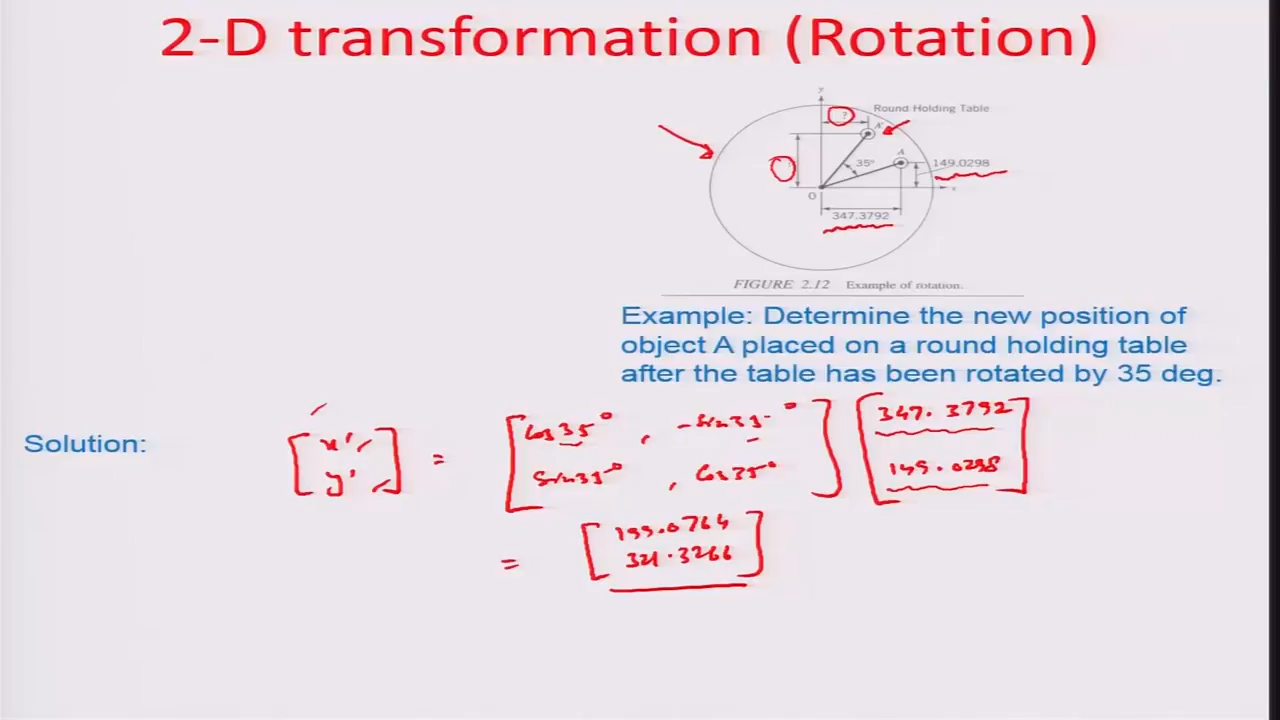 2-D transformation (Rotation)
y
Round Holding Table
?
A'
A
35°
149.0298
x
O
347.3792
FIGURE 2.12 Example of rotation.
Example: Determine the new position of
object A placed on a round holding table
after the table has been rotated by 35 deg.
Solution:
[x' y'] = [cos35° , -sin35° sin35° , cos35°] [347.3792 149.0298]
= [199.0764 321.3266]